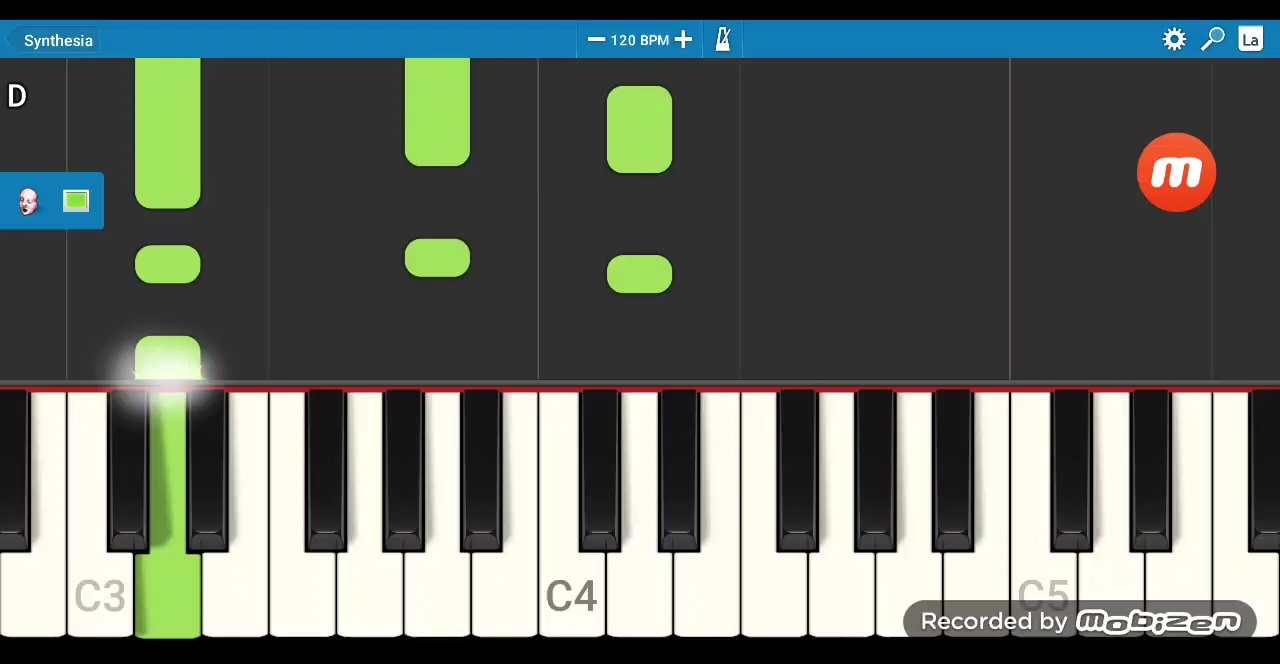 Synthesia
120 BPM
La
D
m
C3
C4
C5
Recorded by mobizen